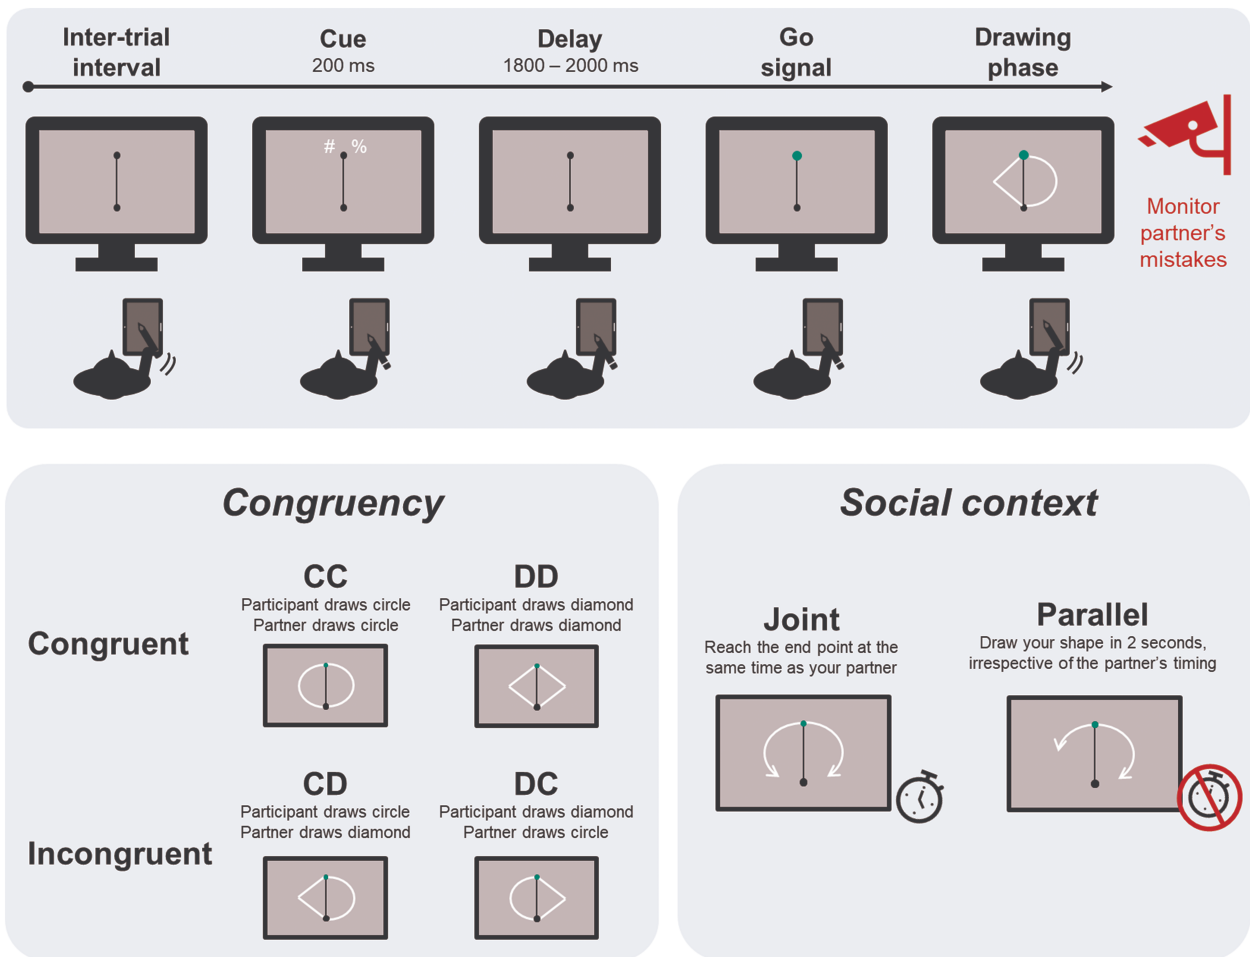 Inter-trial
interval
Cue
200 ms
Delay
1800 – 2000 ms
Go
signal
Drawing
phase
# %
Monitor
partner’s
mistakes
Congruency
CC
Participant draws circle
Partner draws circle
DD
Participant draws diamond
Partner draws diamond
Congruent
CD
Participant draws circle
Partner draws diamond
DC
Participant draws diamond
Partner draws circle
Incongruent
Social context
Joint
Reach the end point at the
same time as your partner
Parallel
Draw your shape in 2 seconds,
irrespective of the partner’s timing